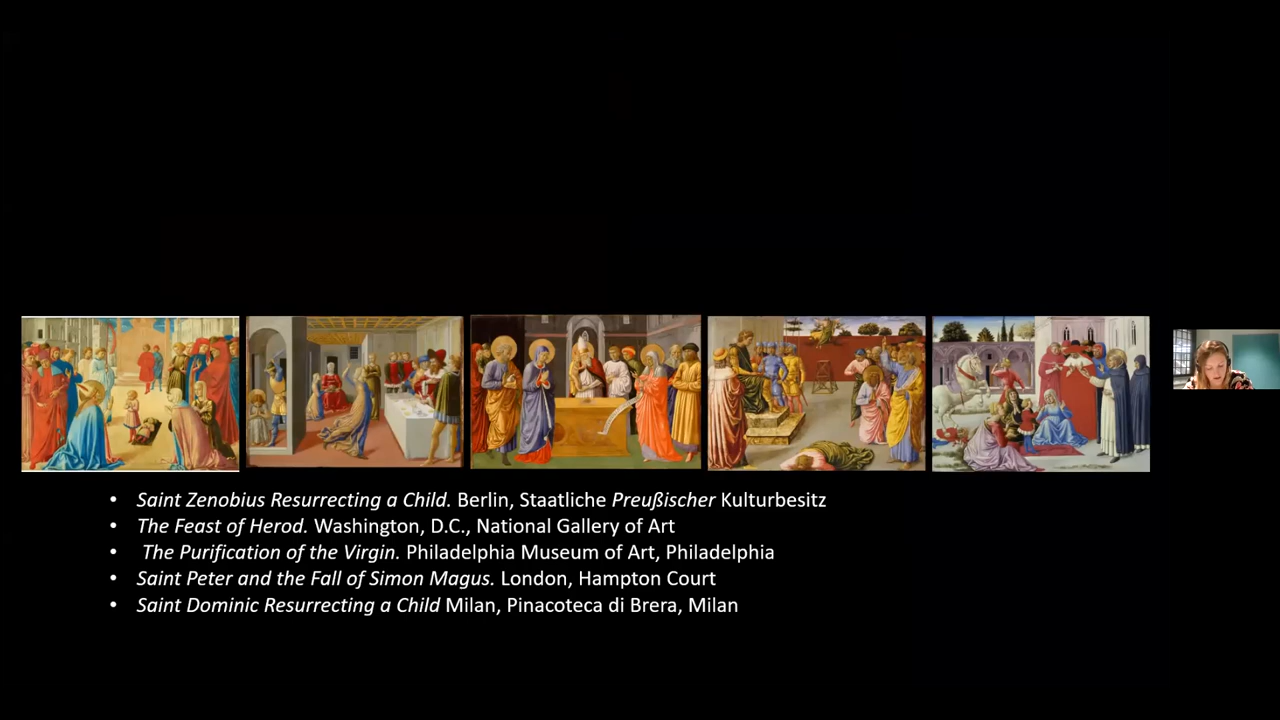 • Saint Zenobius Resurrecting a Child. Berlin, Staatliche Preußischer Kulturbesitz
• The Feast of Herod. Washington, D.C., National Gallery of Art
• The Purification of the Virgin. Philadelphia Museum of Art, Philadelphia
• Saint Peter and the Fall of Simon Magus. London, Hampton Court
• Saint Dominic Resurrecting a Child Milan, Pinacoteca di Brera, Milan